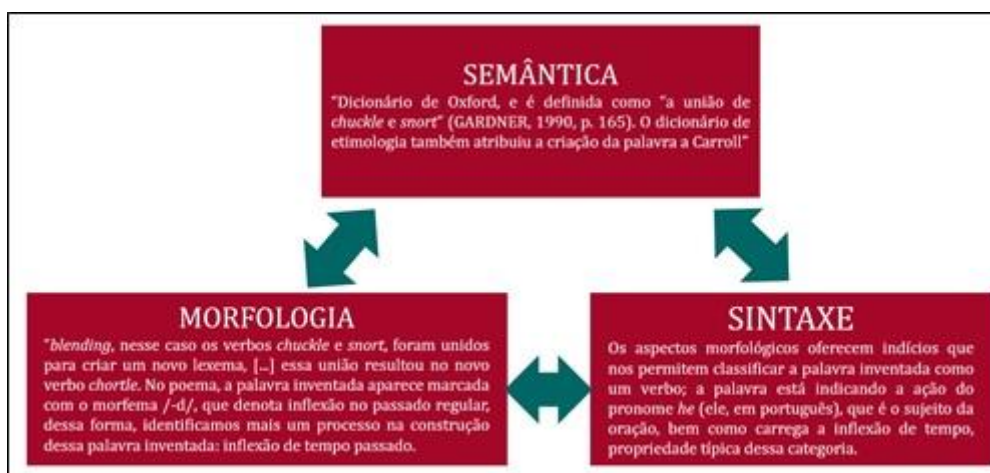 SEMÂNTICA
"Dicionário de Oxford, e é definida como "a união de
chuckle e snort" (GARDNER, 1990, p. 165). O dicionário de
etimologia também atribuiu a criação da palavra a Carroll"
MORFOLOGIA
"blending, nesse caso os verbos chuckle e snort, foram unidos
para criar um novo lexema, [...] essa união resultou no novo
verbo chortle. No poema, a palavra inventada aparece marcada
com o morfema /-d/, que denota inflexão no passado regular,
dessa forma, identificamos mais um processo na construção
dessa palavra inventada: inflexão de tempo passado.
SINTAXE
Os aspectos morfológicos oferecem indícios que
nos permitem classificar a palavra inventada como
um verbo; a palavra está indicando a ação do
pronome he (ele, em português), que é o sujeito da
oração, bem como carrega a inflexão de tempo,
propriedade típica dessa categoria.